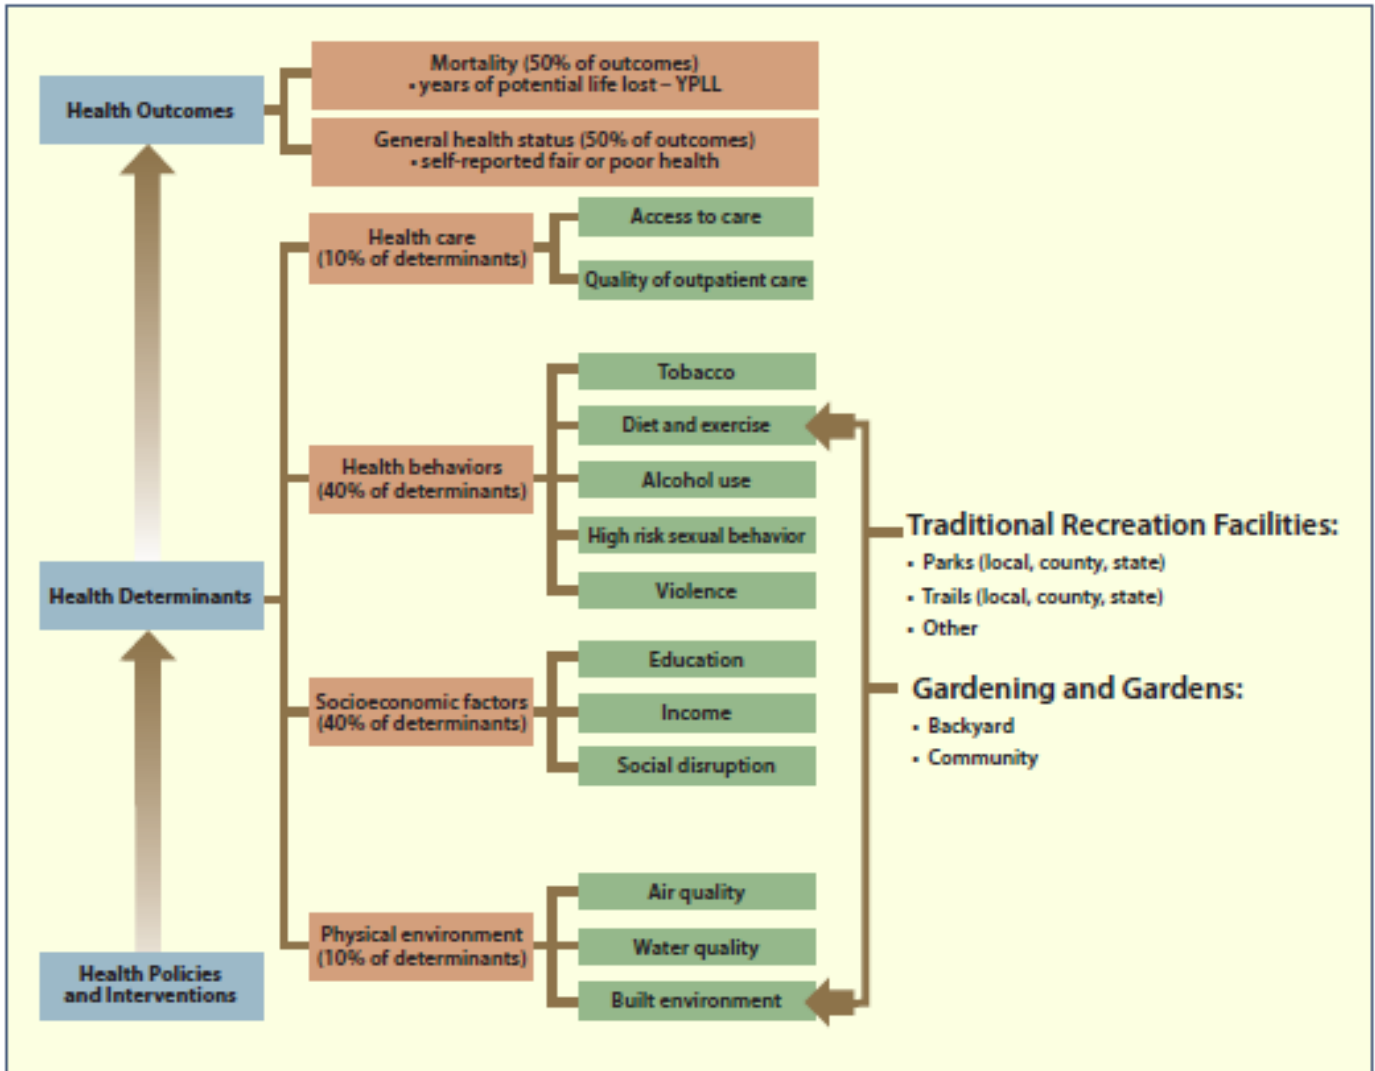 Health Outcomes
Mortality (50% of outcomes)
• years of potential life lost – YPLL
General health status (50% of outcomes)
• self-reported fair or poor health
Health care
(10% of determinants)
Access to care
Quality of outpatient care
Health Determinants
Health behaviors
(40% of determinants)
Tobacco
Diet and exercise
Alcohol use
High risk sexual behavior
Violence
Socioeconomic factors
(40% of determinants)
Education
Income
Social disruption
Physical environment
(10% of determinants)
Air quality
Water quality
Built environment
Health Policies
and Interventions
Traditional Recreation Facilities:
• Parks (local, county, state)
• Trails (local, county, state)
• Other
Gardening and Gardens:
• Backyard
• Community